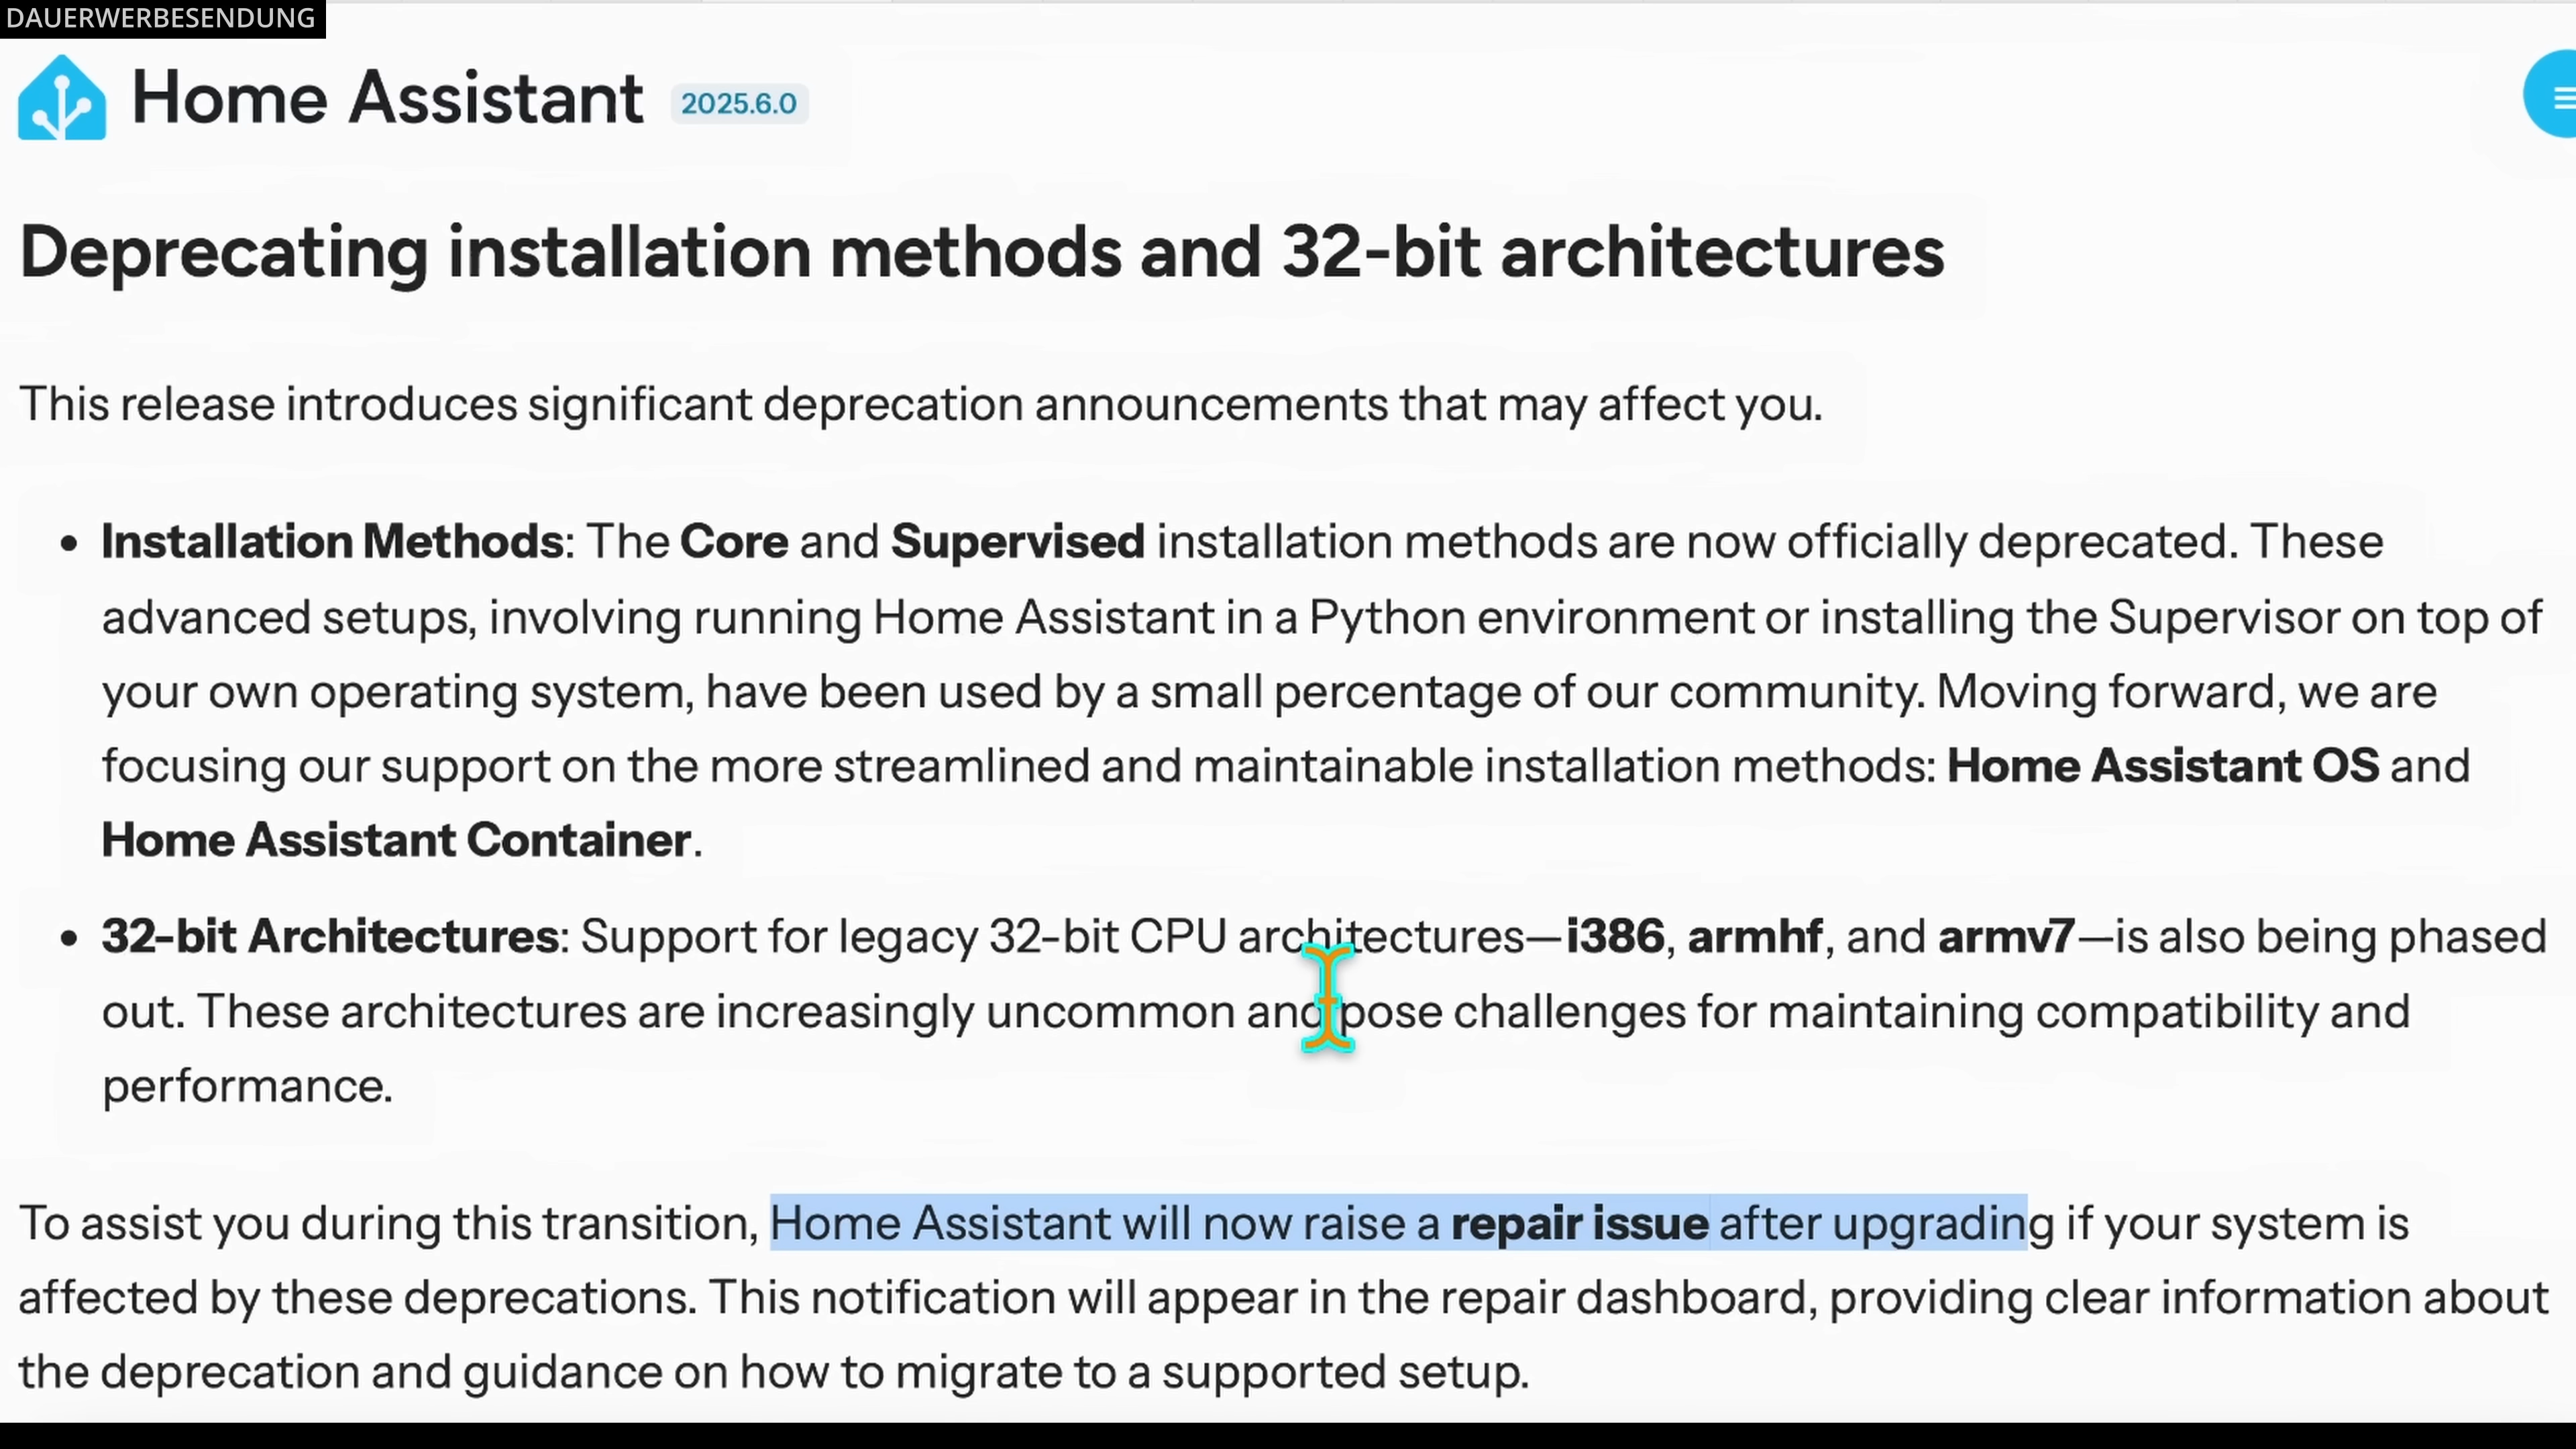 DAUERWERBESENDUNG
Home Assistant 2025.6.0
Deprecating installation methods and 32-bit architectures
This release introduces significant deprecation announcements that may affect you.
• Installation Methods: The Core and Supervised installation methods are now officially deprecated. These
advanced setups, involving running Home Assistant in a Python environment or installing the Supervisor on top of
your own operating system, have been used by a small percentage of our community. Moving forward, we are
focusing our support on the more streamlined and maintainable installation methods: Home Assistant OS and
Home Assistant Container.
• 32-bit Architectures: Support for legacy 32-bit CPU architectures—i386, armhf, and armv7—is also being phased
out. These architectures are increasingly uncommon and pose challenges for maintaining compatibility and
performance.
To assist you during this transition, Home Assistant will now raise a repair issue after upgrading if your system is
affected by these deprecations. This notification will appear in the repair dashboard, providing clear information about
the deprecation and guidance on how to migrate to a supported setup.